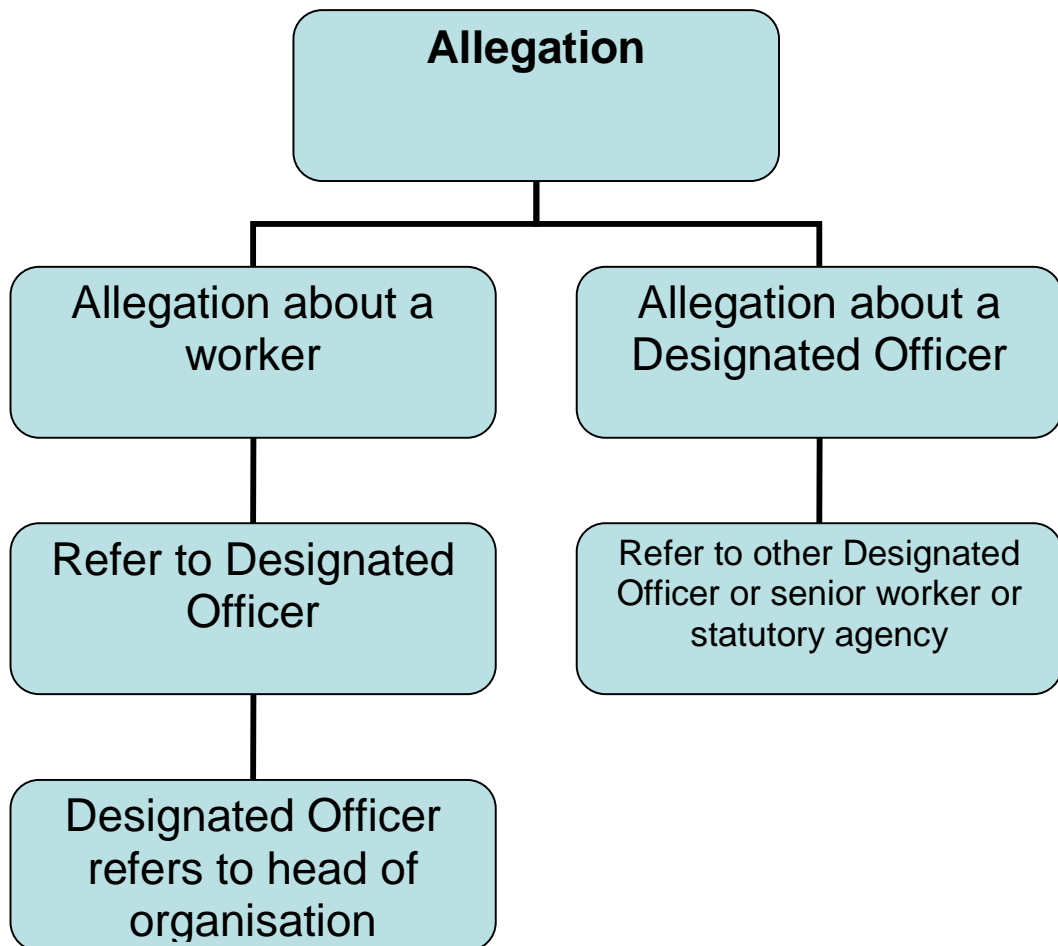 Allegation
Allegation about a
worker
Allegation about a
Designated Officer
Refer to Designated
Officer
Refer to other Designated
Officer or senior worker or
statutory agency
Designated Officer
refers to head of
organisation